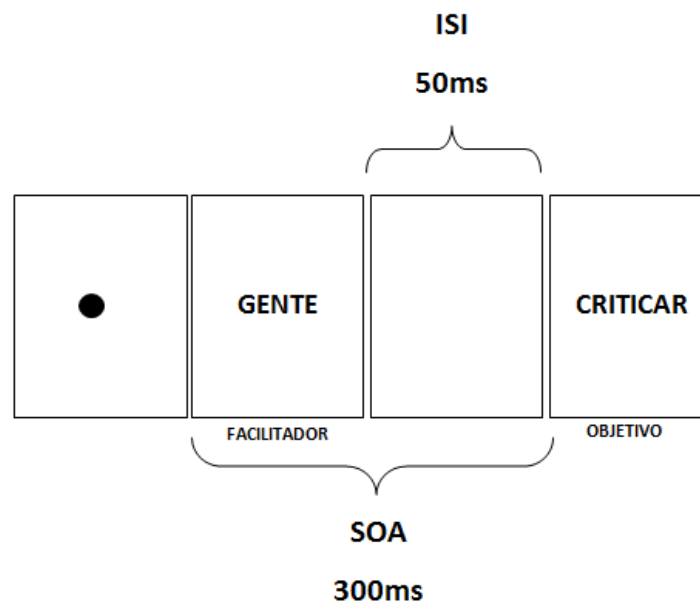 ISI
50ms
GENTE
CRITICAR
FACILITADOR
OBJETIVO
SOA
300ms